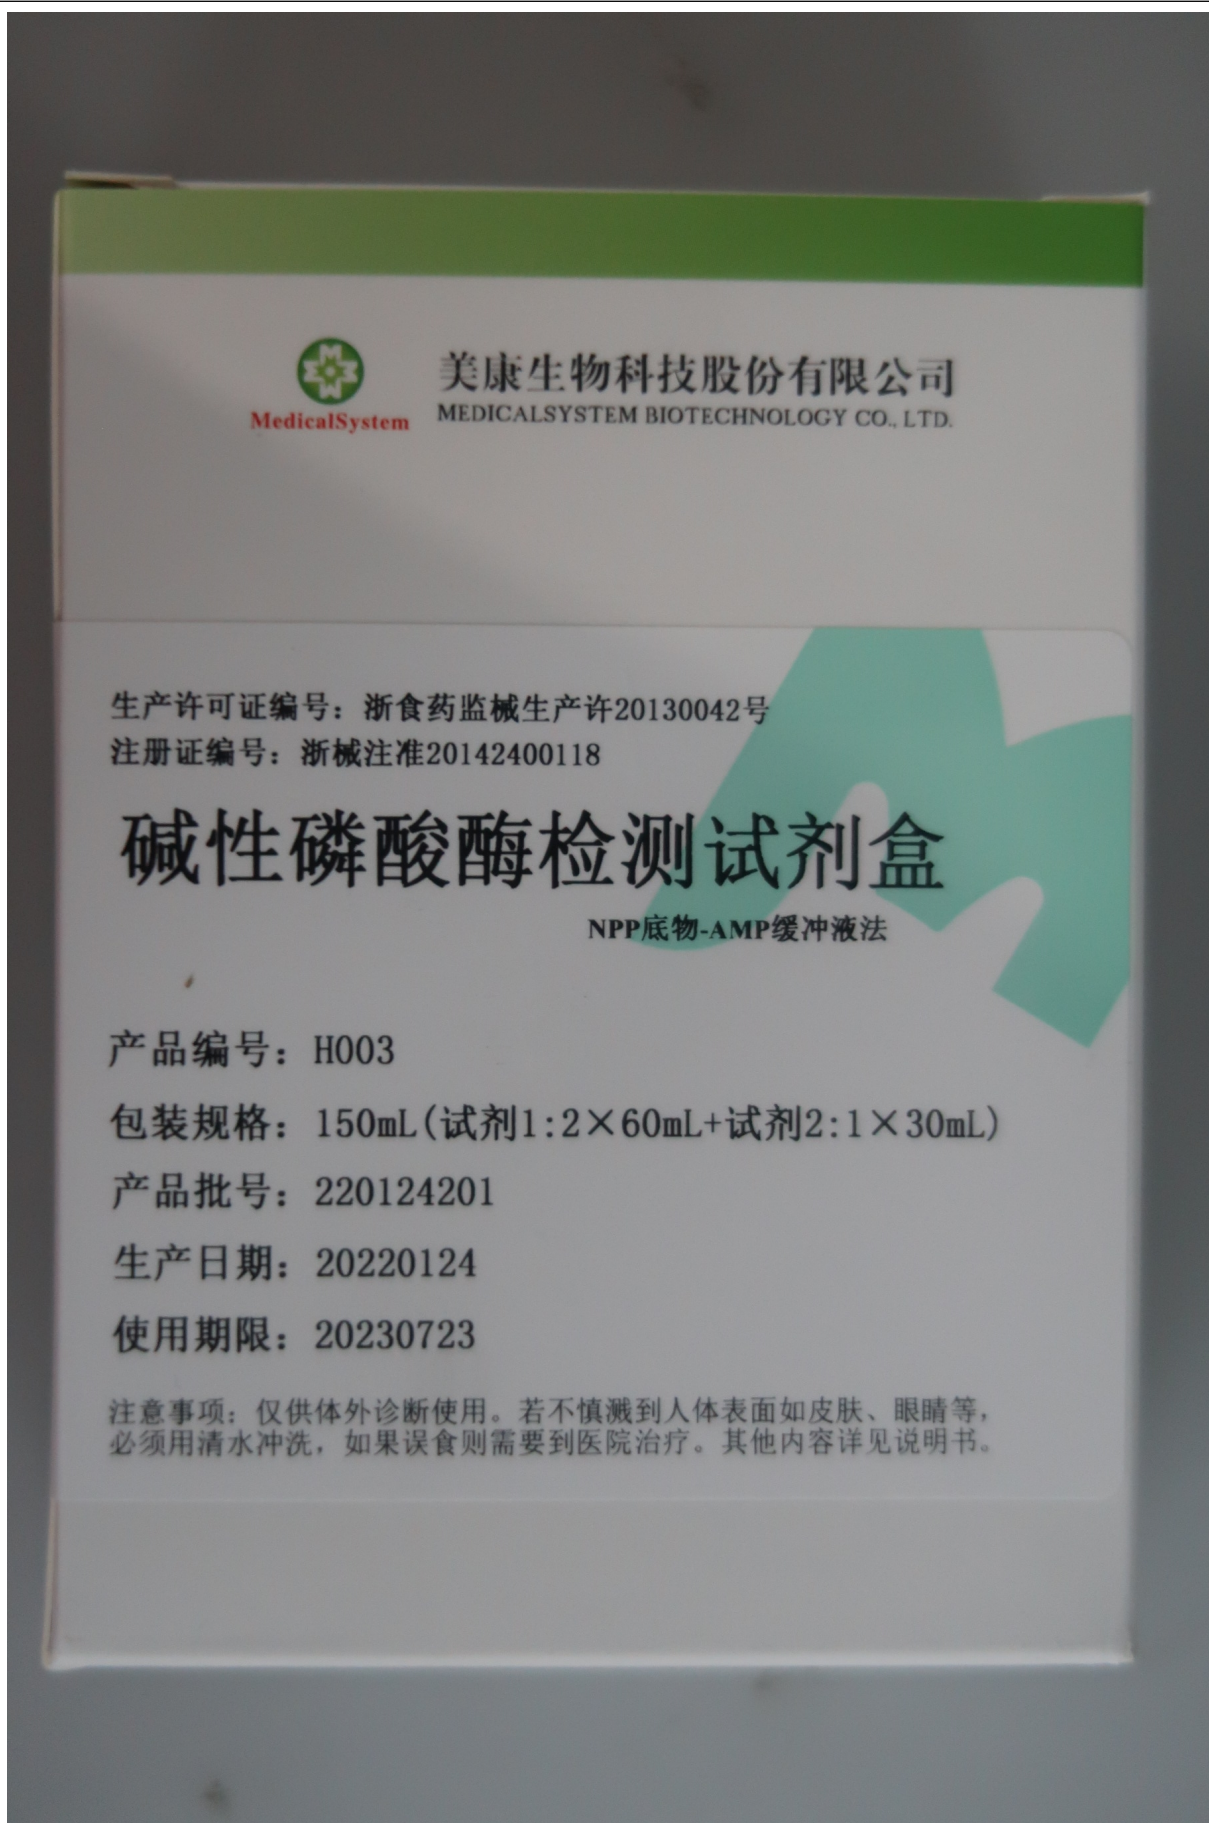 MedicalSystem
美康生物科技股份有限公司
MEDICALSYSTEM BIOTECHNOLOGY CO., LTD.
生产许可证编号：浙食药监械生产许20130042号
注册证编号：浙械注准20142400118
碱性磷酸酶检测试剂盒
NPP底物-AMP缓冲液法
产品编号：H003
包装规格：150mL(试剂1:2×60mL+试剂2:1×30mL)
产品批号：220124201
生产日期：20220124
使用期限：20230723
注意事项：仅供体外诊断使用。若不慎溅到人体表面如皮肤、眼睛等，
必须用清水冲洗，如果误食则需要到医院治疗。其他内容详见说明书。